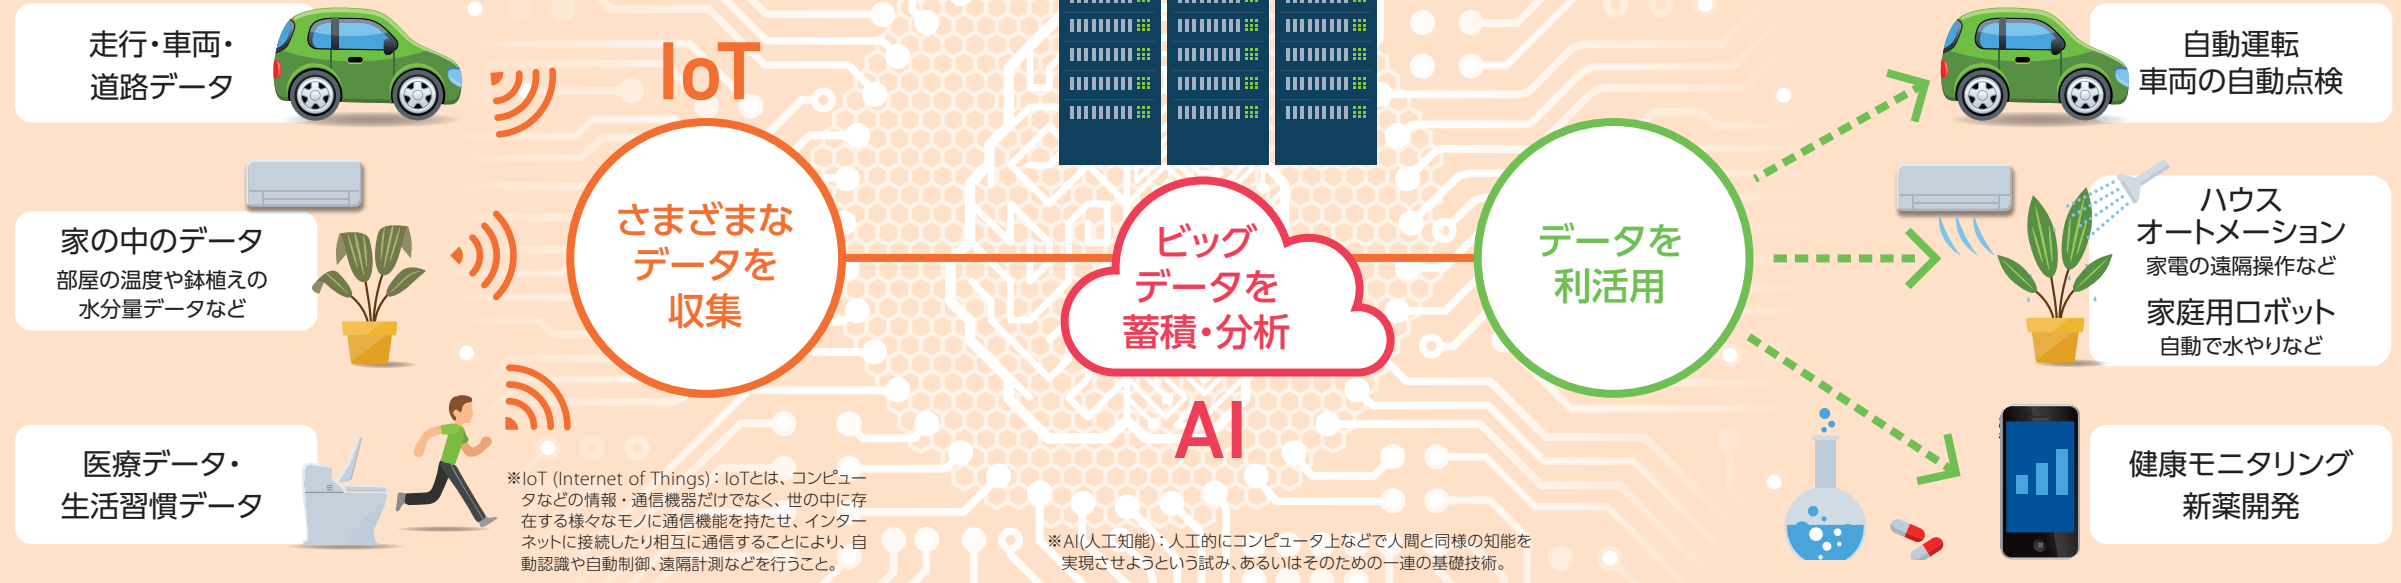 走行・車両・
道路データ
家の中のデータ
部屋の温度や鉢植えの
水分量データなど
医療データ・
生活習慣データ
IoT
さまざまな
データを
収集
※IoT (Internet of Things)：IoTとは、コンピュー
タなどの情報・通信機器だけでなく、世の中に存
在する様々なモノに通信機能を持たせ、インター
ネットに接続したり相互に通信することにより、自
動認識や自動制御、遠隔計測などを行うこと。
ビッグ
データを
蓄積・分析
AI
※AI(人工知能)：人工的にコンピュータ上などで人間と同様の知能を
実現させようという試み、あるいはそのための一連の基礎技術。
データを
利活用
自動運転
車両の自動点検
ハウス
オートメーション
家電の遠隔操作など
家庭用ロボット
自動で水やりなど
健康モニタリング
新薬開発